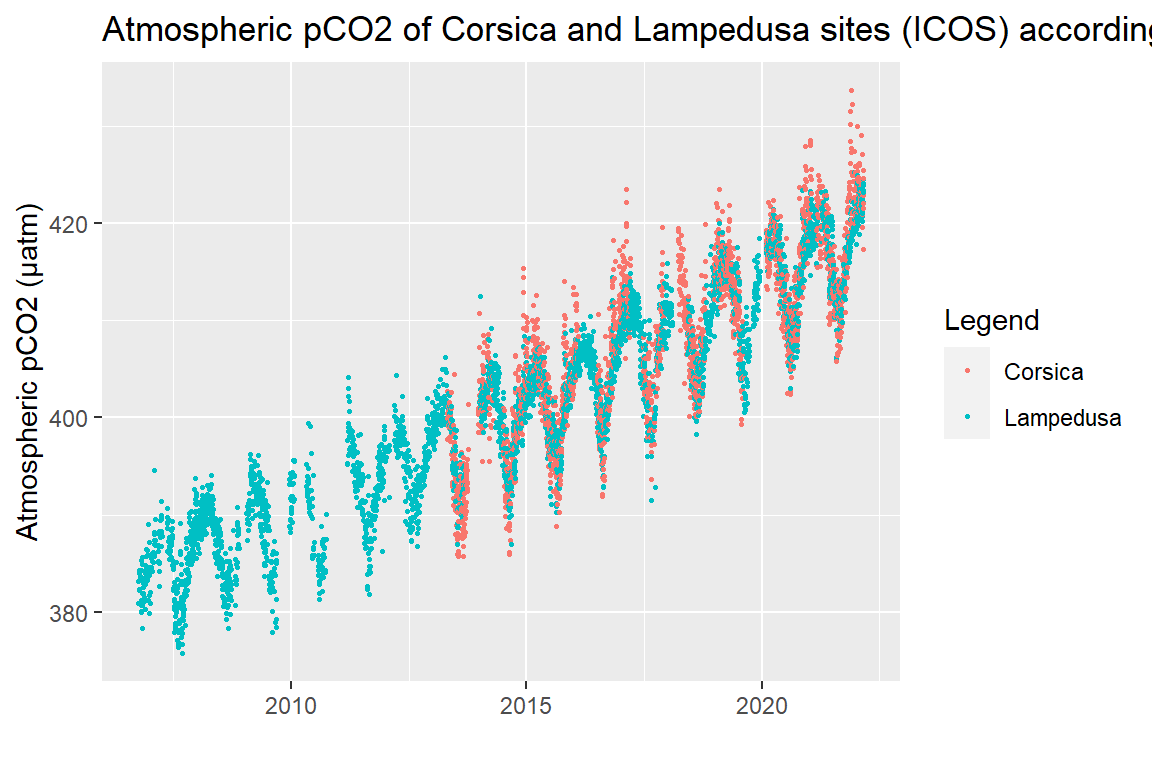 Atmospheric pCO2 of Corsica and Lampedusa sites (ICOS) according
Atmospheric pCO2 (µatm)
420
400
380
2010
2015
2020
Legend
Corsica
Lampedusa